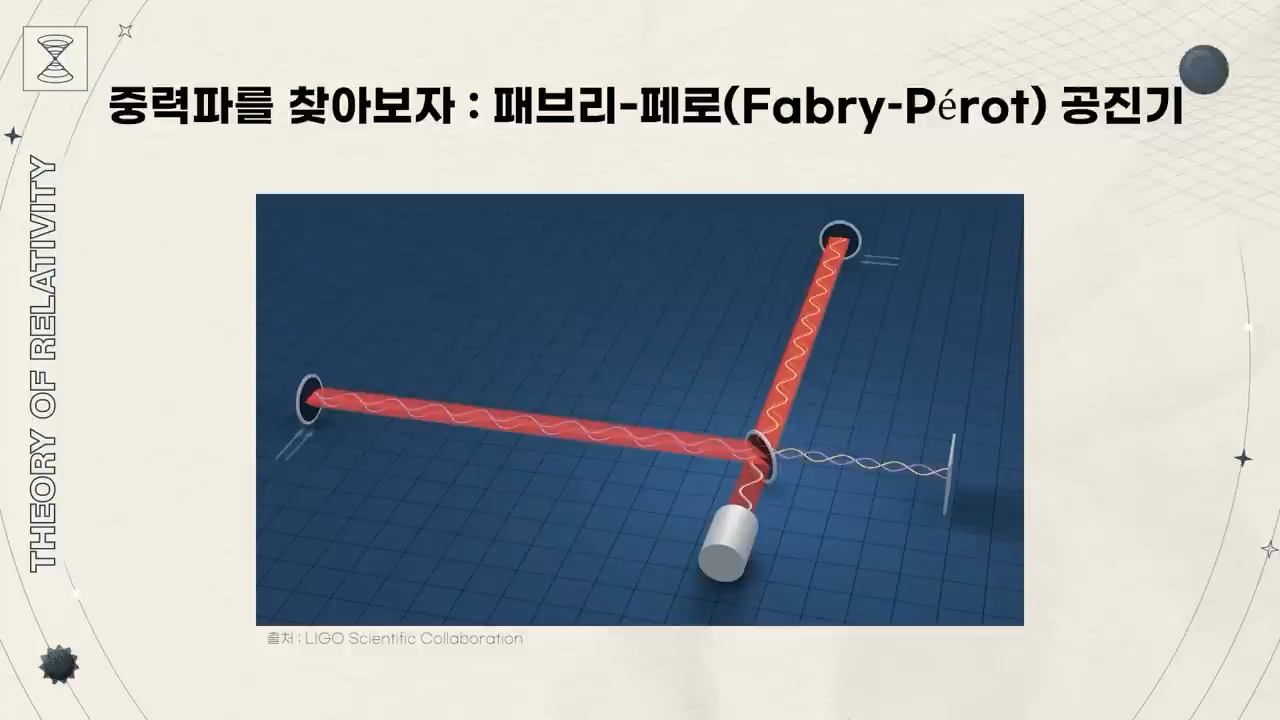 중력파를 찾아보자 : 패브리-페로(Fabry-Pérot) 공진기
THEORY OF RELATIVITY
출처 : LIGO Scientific Collaboration